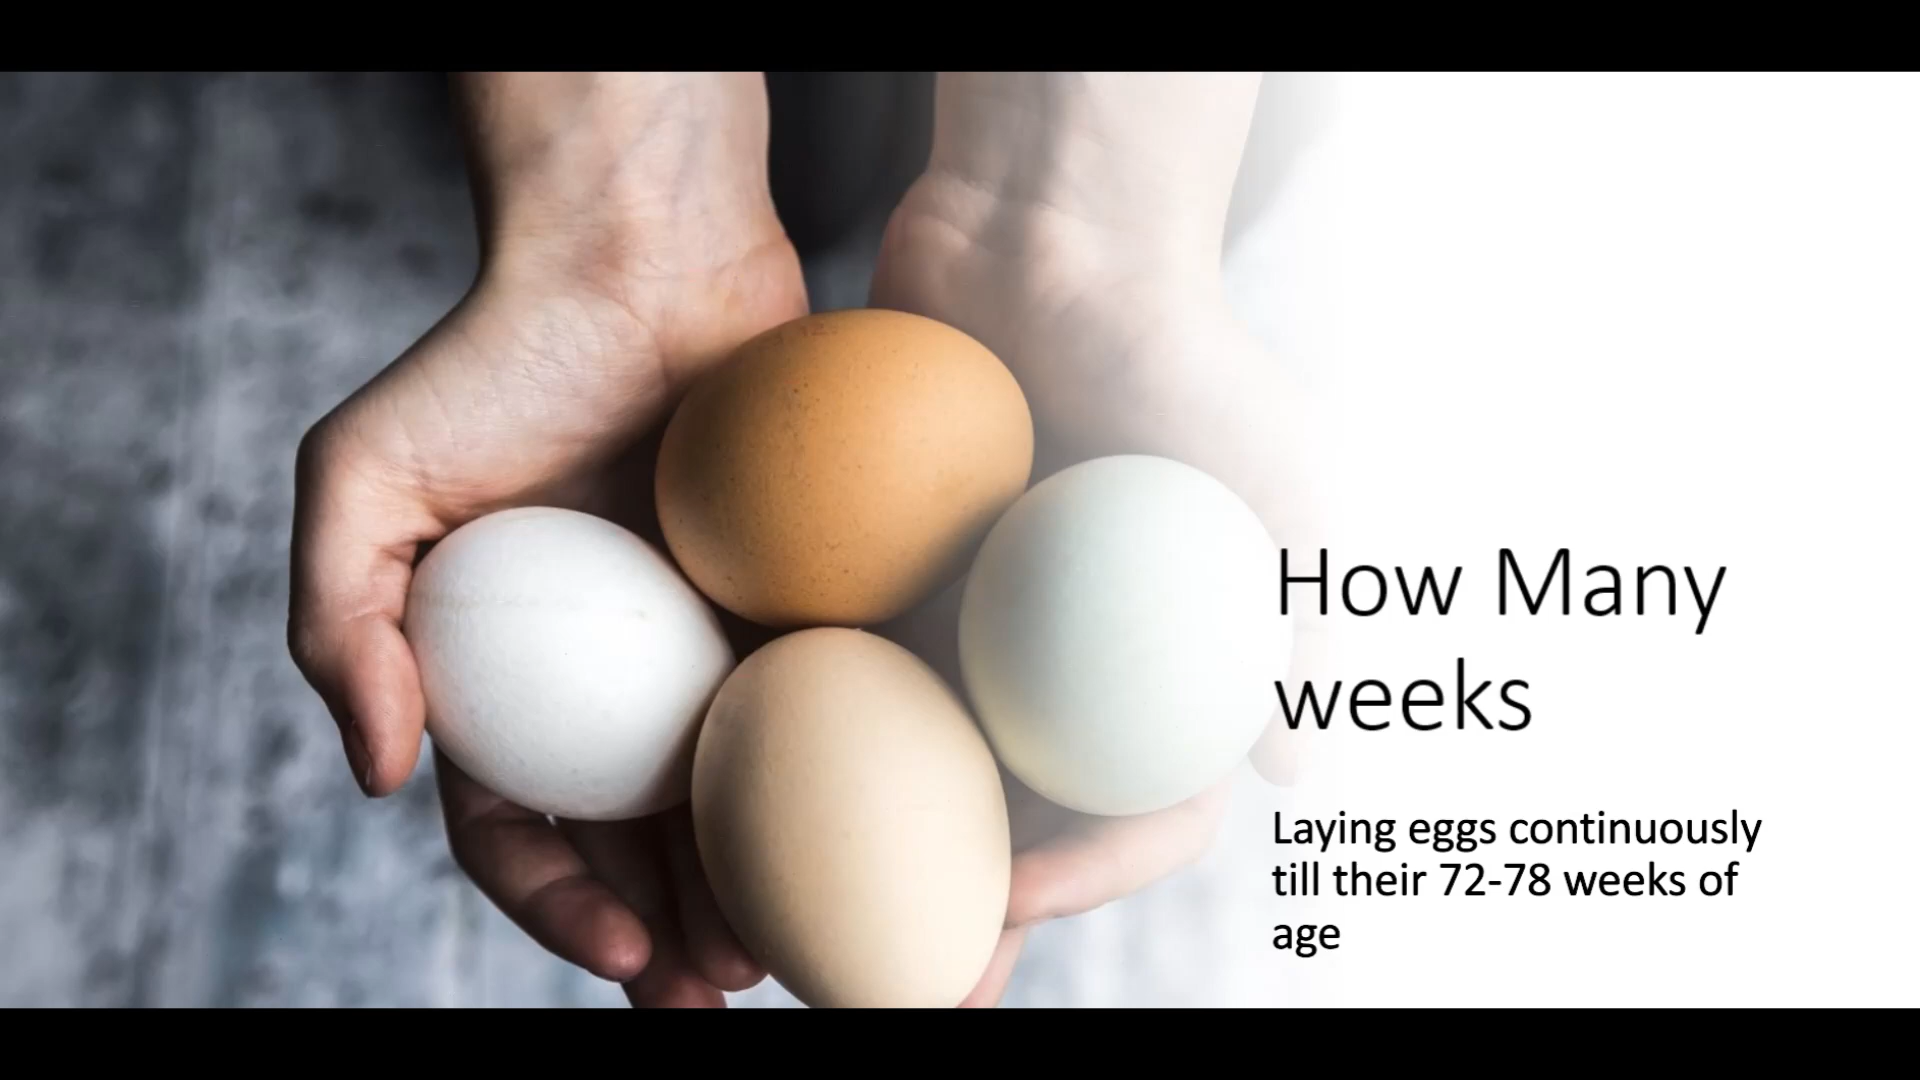 How Many
weeks
Laying eggs continuously
till their 72-78 weeks of
age